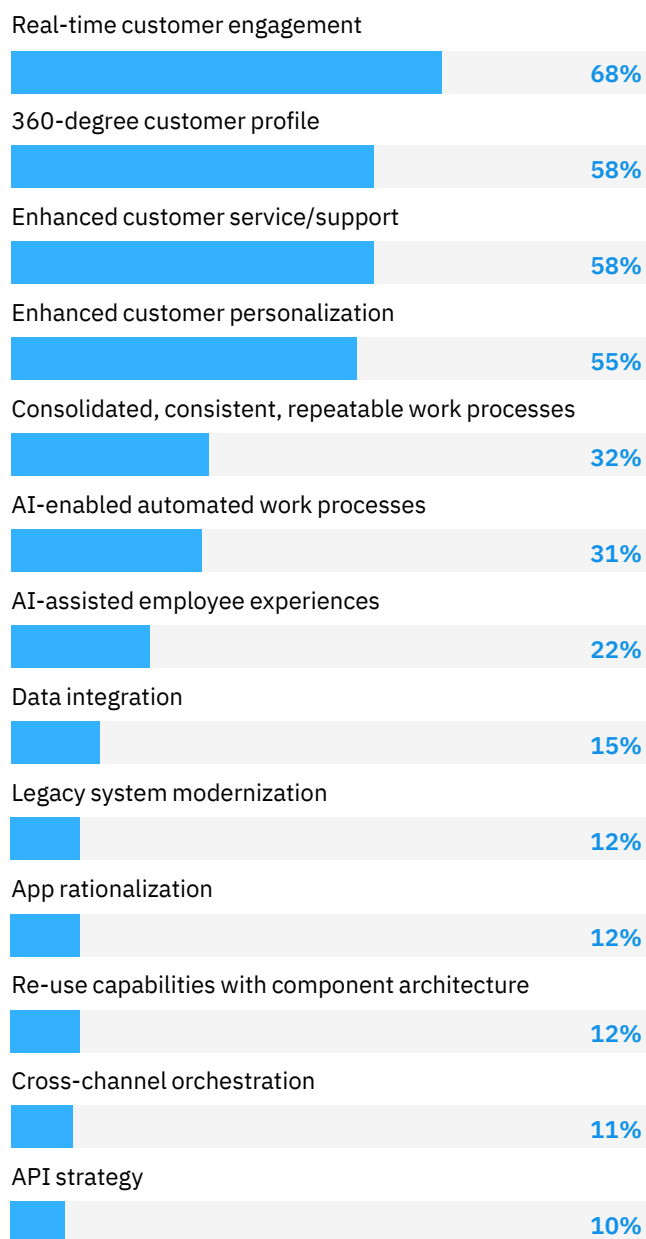 Real-time customer engagement
68%
360-degree customer profile
58%
Enhanced customer service/support
58%
Enhanced customer personalization
55%
Consolidated, consistent, repeatable work processes
32%
AI-enabled automated work processes
31%
AI-assisted employee experiences
22%
Data integration
15%
Legacy system modernization
12%
App rationalization
12%
Re-use capabilities with component architecture
12%
Cross-channel orchestration
11%
API strategy
10%